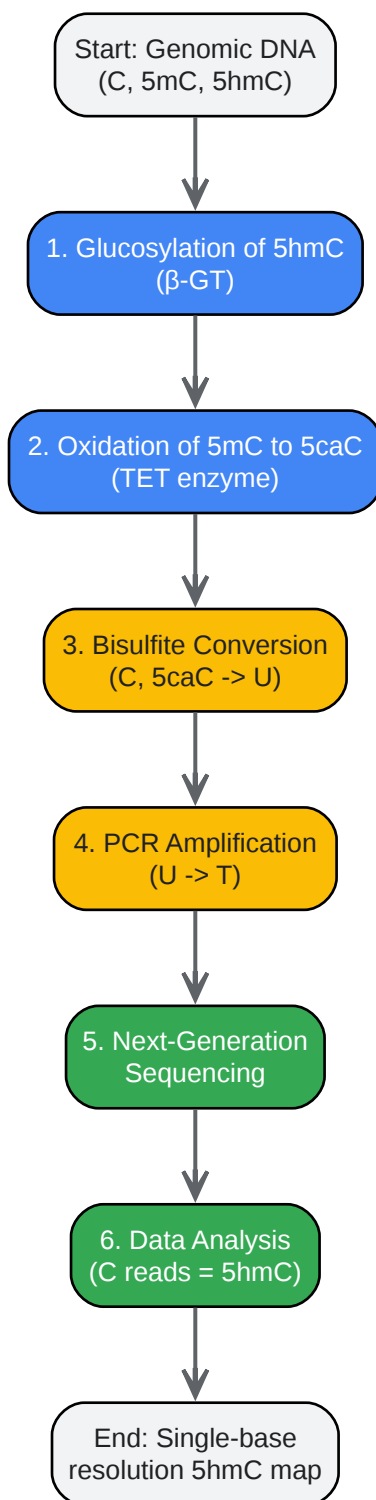 Start: Genomic DNA
(C, 5mC, 5hmC)
1. Glucosylation of 5hmC
(β-GT)
2. Oxidation of 5mC to 5caC
(TET enzyme)
3. Bisulfite Conversion
(C, 5caC -> U)
4. PCR Amplification
(U -> T)
5. Next-Generation
Sequencing
6. Data Analysis
(C reads = 5hmC)
End: Single-base
resolution 5hmC map